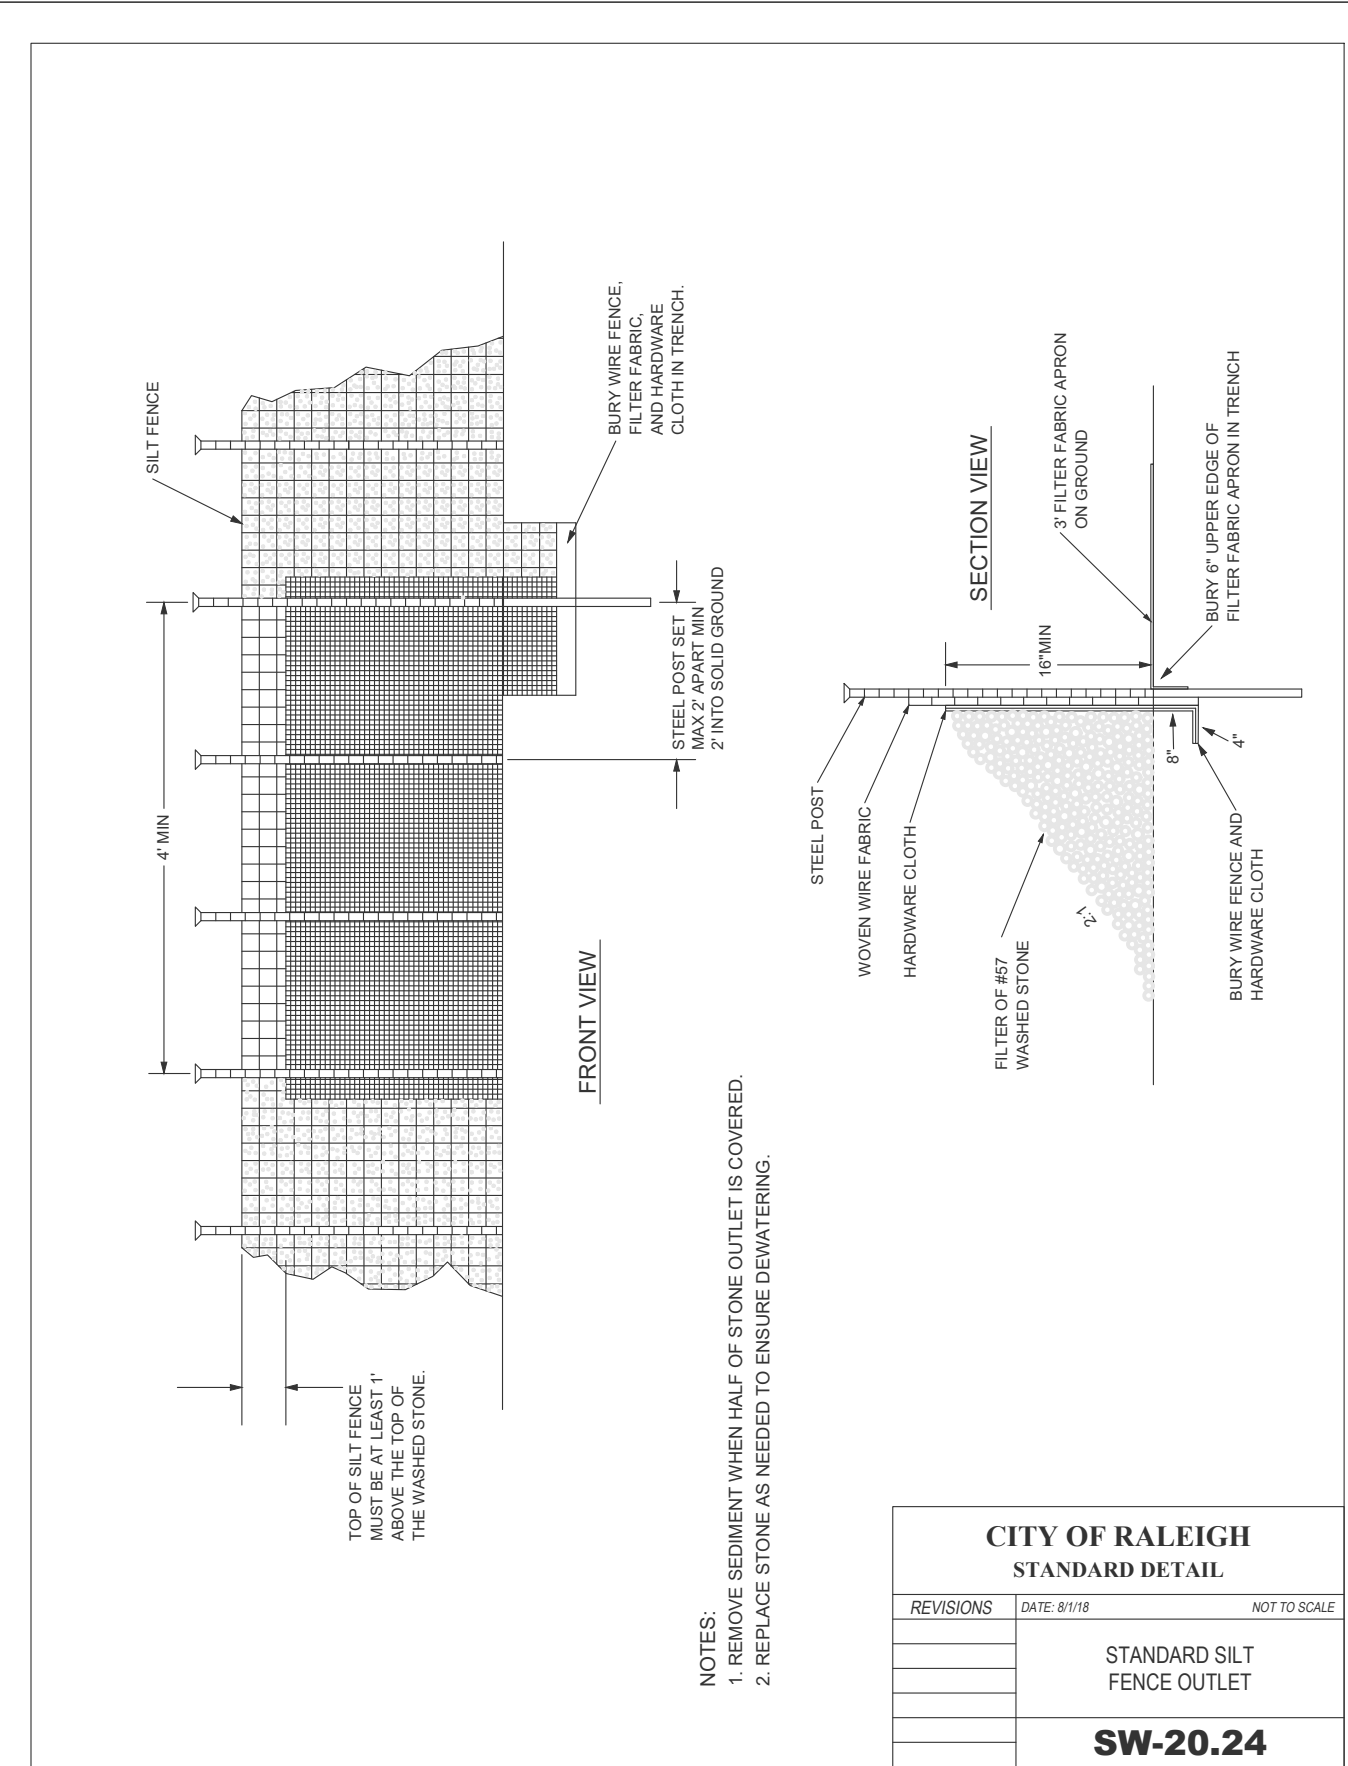 SILT FENCE
BURY WIRE FENCE,
FILTER FABRIC,
AND HARDWARE
CLOTH IN TRENCH.
4' MIN
STEEL POST SET
MAX 2' APART MIN
2' INTO SOLID GROUND
FRONT VIEW
TOP OF SILT FENCE
MUST BE AT LEAST 1'
ABOVE THE TOP OF
THE WASHED STONE.
SECTION VIEW
3' FILTER FABRIC APRON
ON GROUND
BURY 6" UPPER EDGE OF
FILTER FABRIC APRON IN TRENCH
16"MIN
STEEL POST
WOVEN WIRE FABRIC
HARDWARE CLOTH
FILTER OF #57
WASHED STONE
2:1
8"
4"
BURY WIRE FENCE AND
HARDWARE CLOTH
NOTES:
1. REMOVE SEDIMENT WHEN HALF OF STONE OUTLET IS COVERED.
2. REPLACE STONE AS NEEDED TO ENSURE DEWATERING.
CITY OF RALEIGH
STANDARD DETAIL
REVISIONS
DATE: 8/1/18
NOT TO SCALE
STANDARD SILT
FENCE OUTLET
SW-20.24